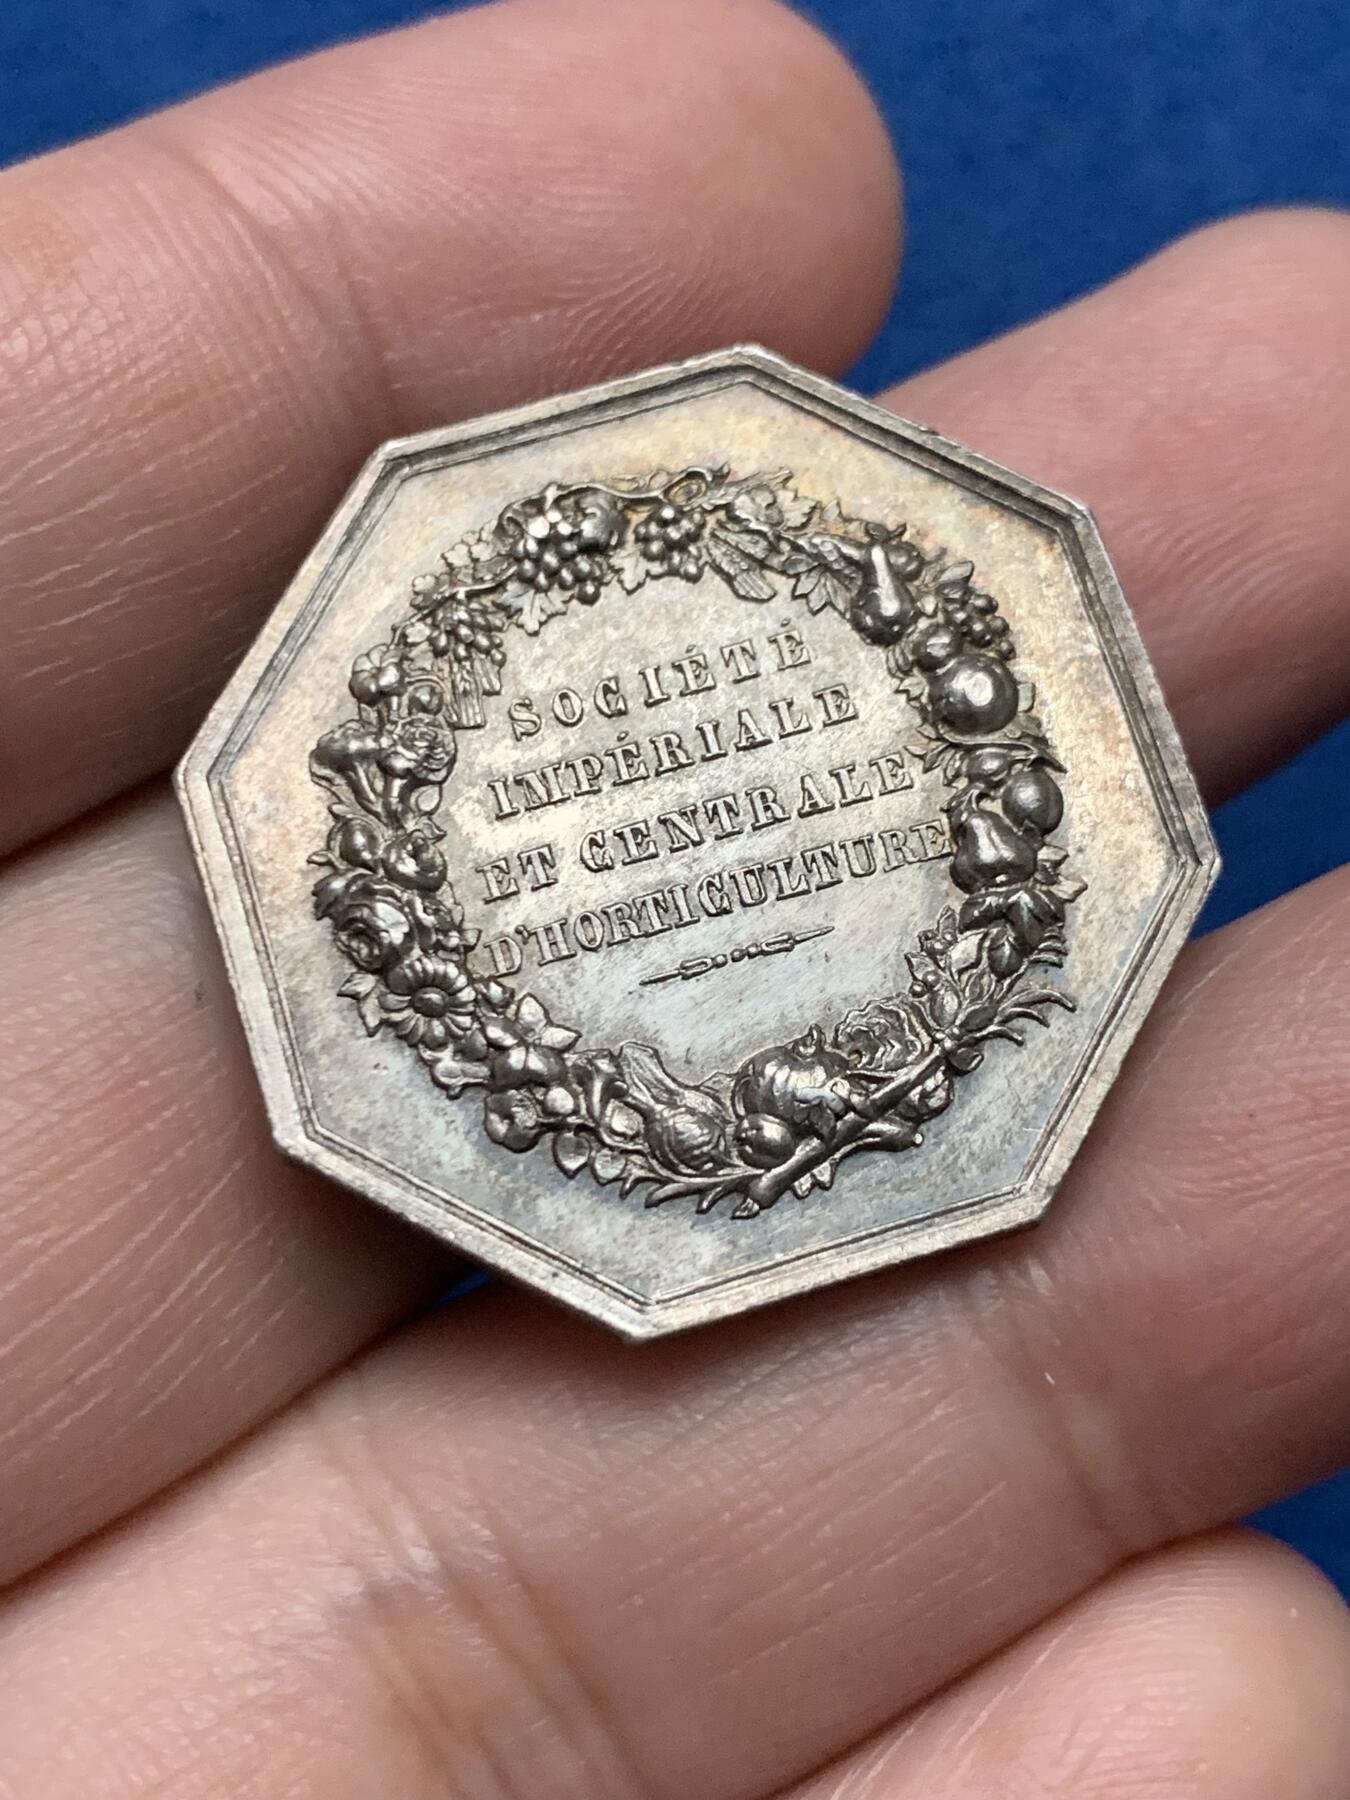 SOCIÉTÉ
IMPÉRIALE
ET CENTRALE
D'HORTICULTURE